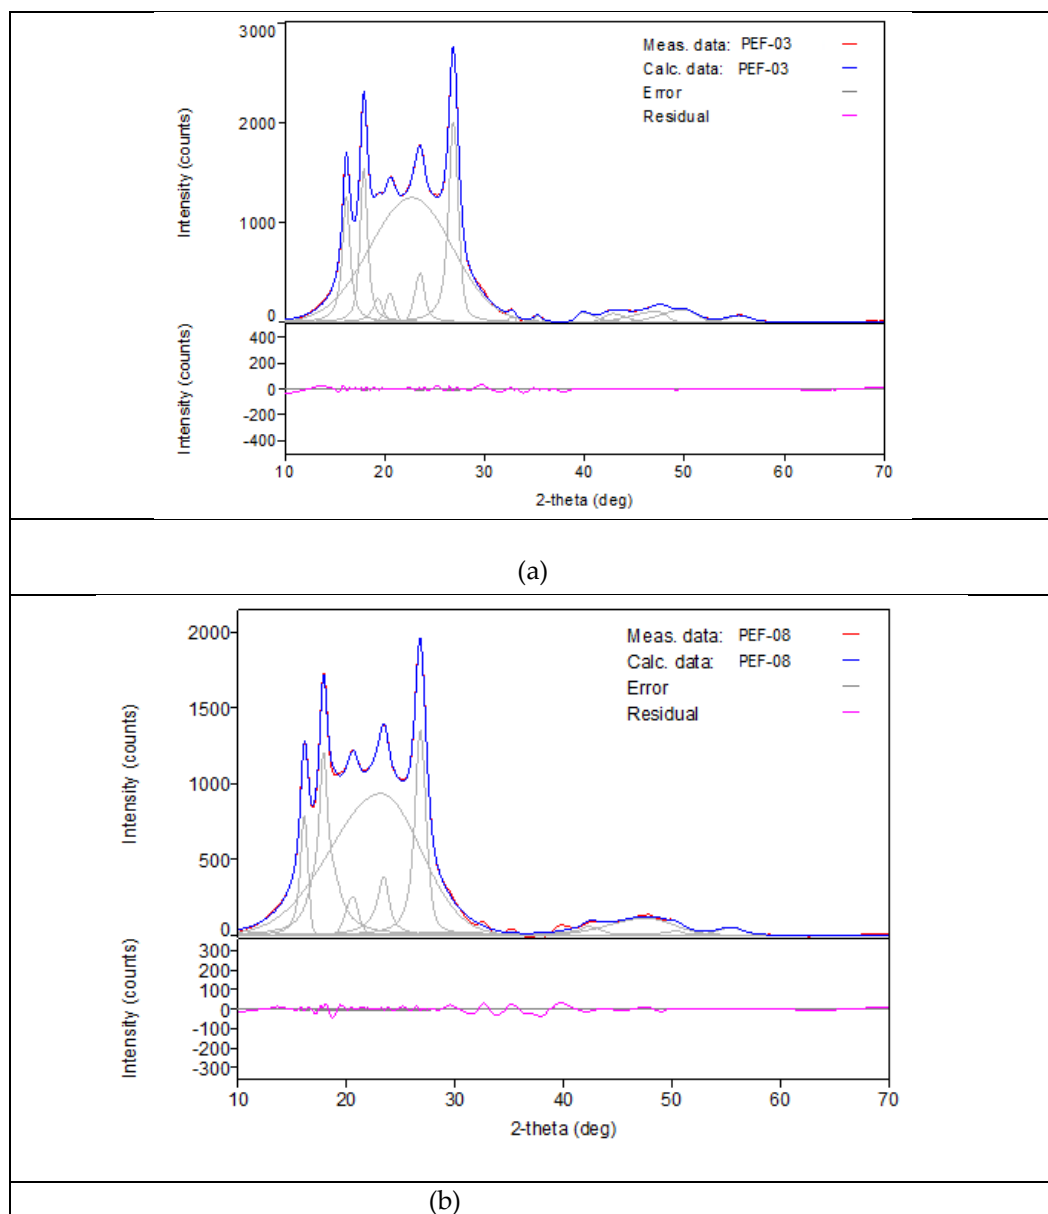 3000
2000
1000
0
Intensity (counts)
Meas. data: PEF-03
Calc. data: PEF-03
Error
Residual
400
200
0
-200
-400
Intensity (counts)
10 20 30 40 50 60 70
2-theta (deg)
(a)
2000
1500
1000
500
0
Intensity (counts)
Meas. data: PEF-08
Calc. data: PEF-08
Error
Residual
300
200
100
0
-100
-200
-300
Intensity (counts)
10 20 30 40 50 60 70
2-theta (deg)
(b)